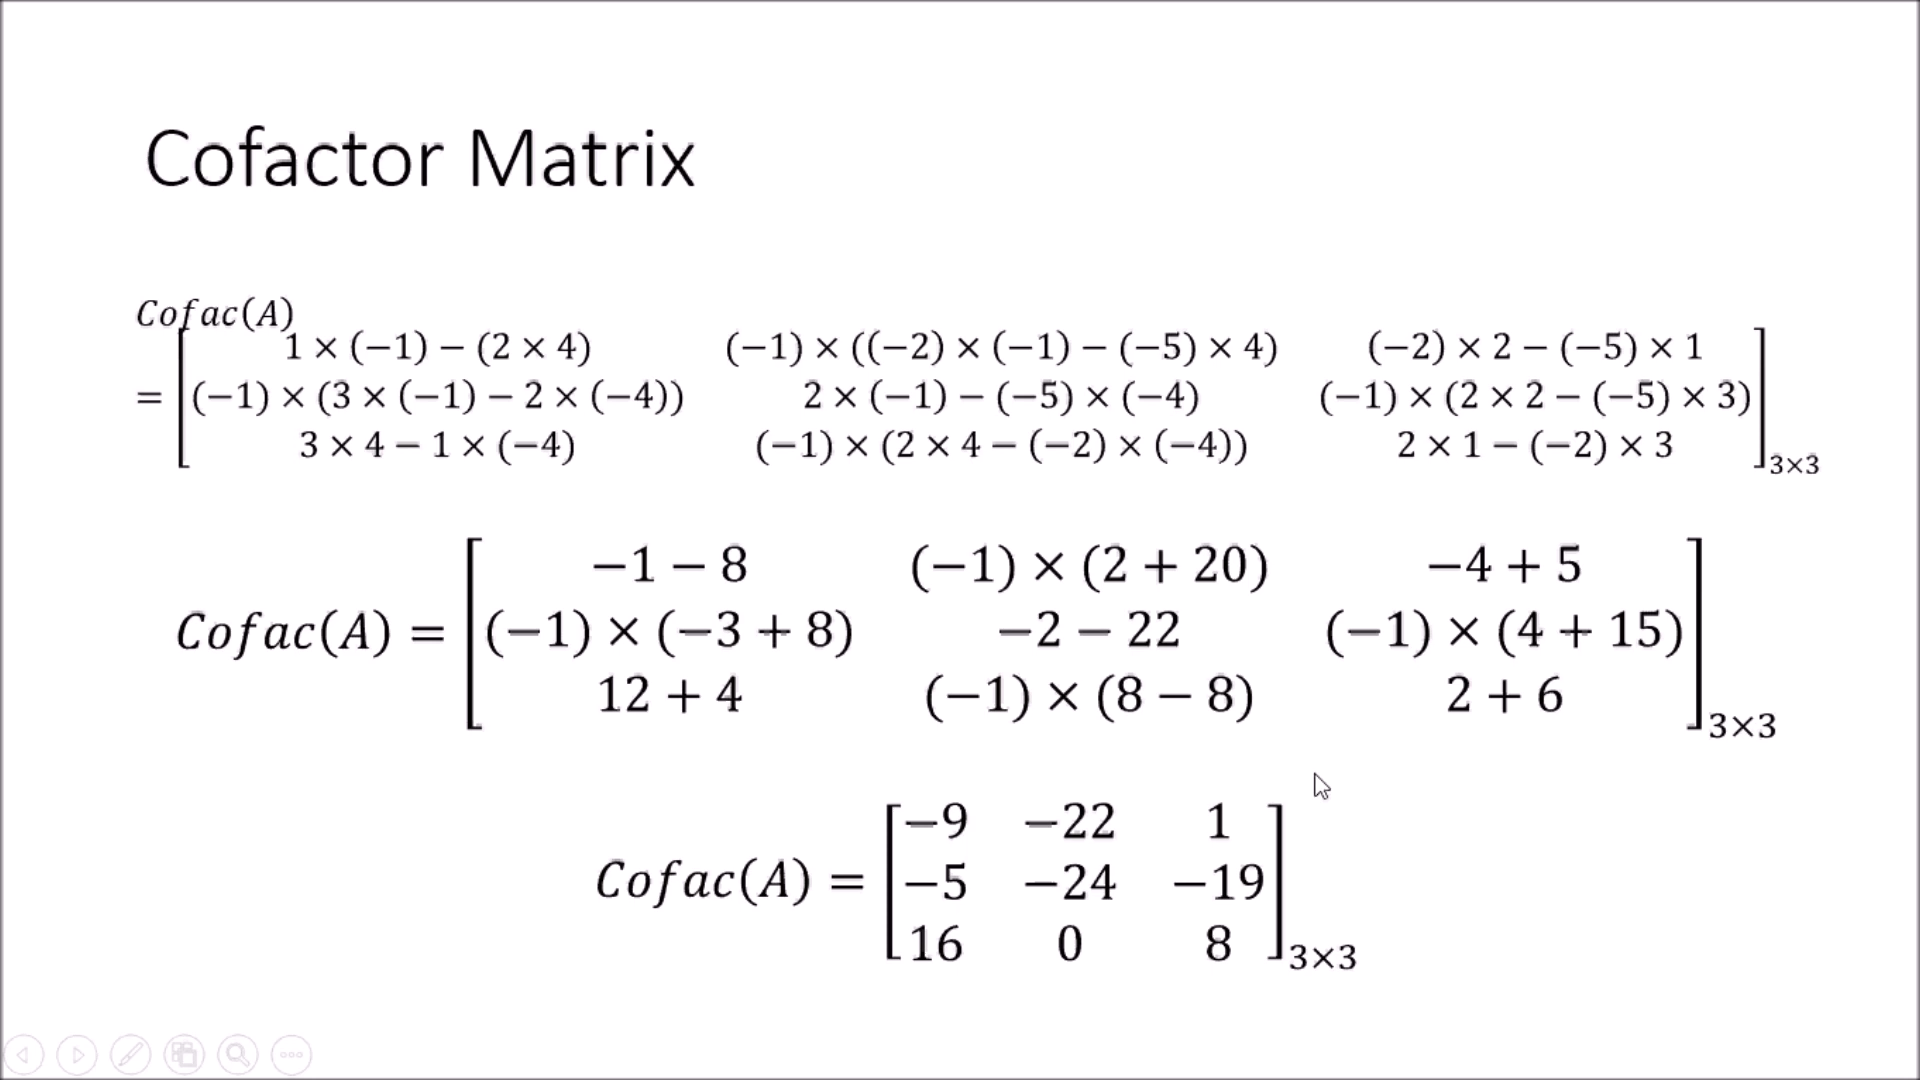 Cofactor Matrix
Cofac(A)
1 × (−1) − (2 × 4) (−1) × ((−2) × (−1) − (−5) × 4) (−2) × 2 − (−5) × 1
= (−1) × (3 × (−1) − 2 × (−4)) 2 × (−1) − (−5) × (−4) (−1) × (2 × 2 − (−5) × 3)
3 × 4 − 1 × (−4) (−1) × (2 × 4 − (−2) × (−4)) 2 × 1 − (−2) × 3
3×3
−1 − 8 (−1) × (2 + 20) −4 + 5
Cofac(A) = (−1) × (−3 + 8) −2 − 22 (−1) × (4 + 15)
12 + 4 (−1) × (8 − 8) 2 + 6
3×3
−9 −22 1
Cofac(A) = −5 −24 −19
16 0 8
3×3